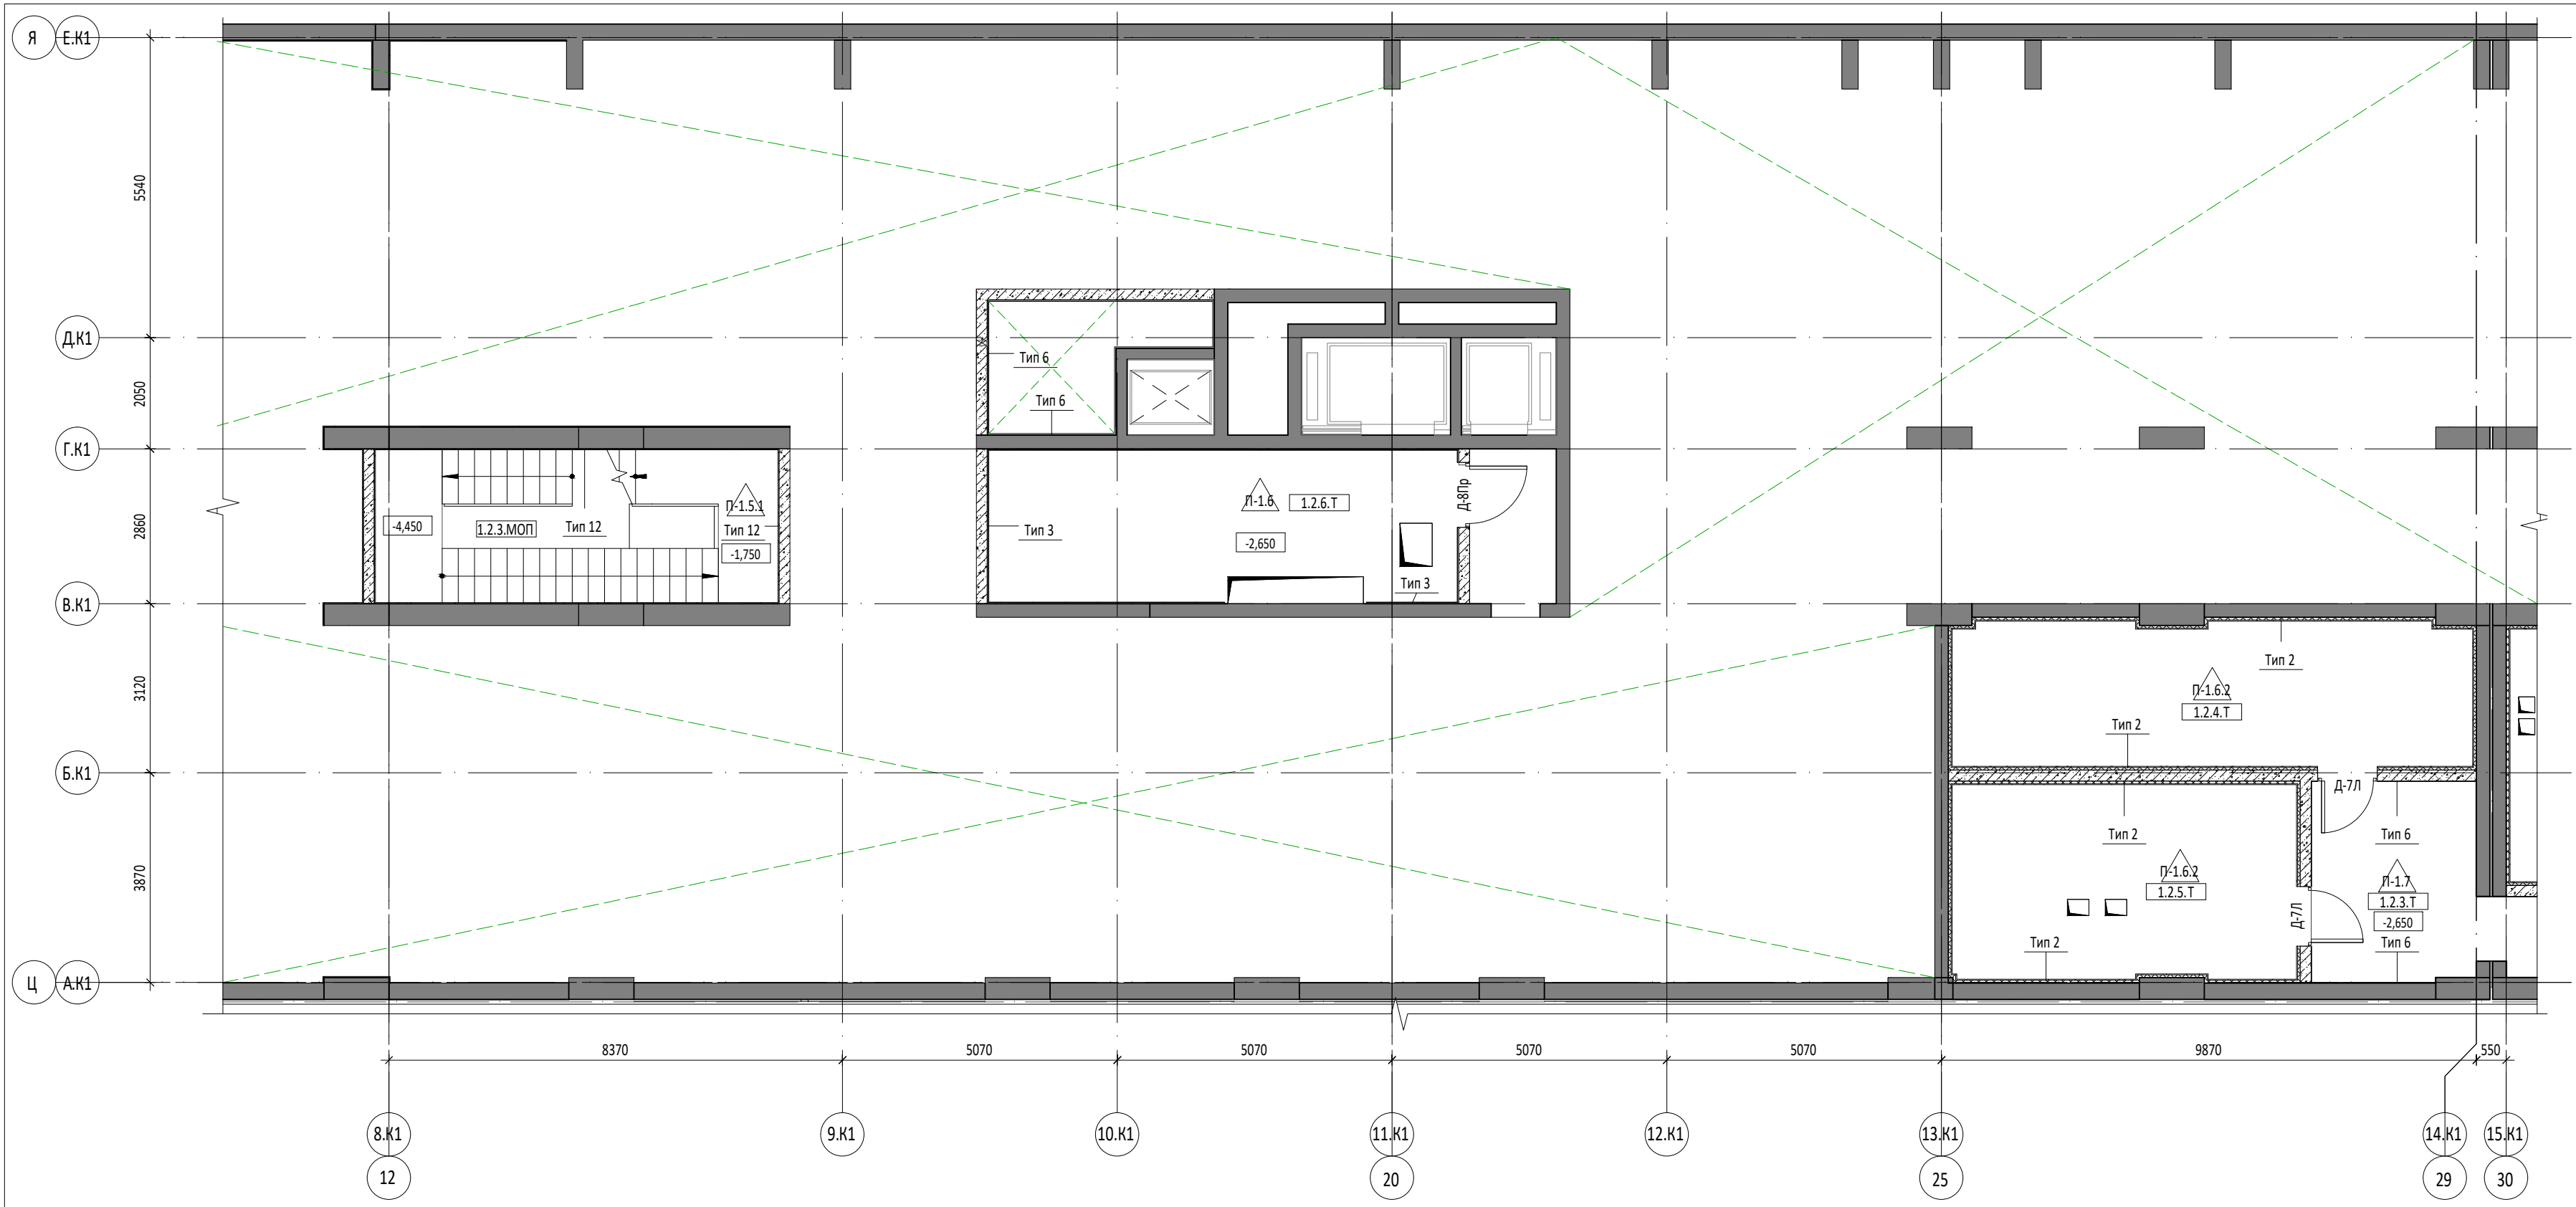 Я
Е.К1
5540
Д.К1
Тип 6
2050
Тип 6
Г.К1
2860
-4,450
1.2.3.МОП
Тип 12
П-1.5.1
Тип 12
-1,750
Тип 3
П-1.6
1.2.6.Т
-2,650
Д-8Пр
Тип 3
В.К1
3120
Тип 2
П-1.6.2
1.2.4.Т
Тип 2
Б.К1
Д-7Л
Тип 2
Тип 6
3870
П-1.6.2
1.2.5.Т
Д-7Л
П-1.7
1.2.3.Т
-2,650
Тип 2
Тип 6
Ц
А.К1
8370
5070
5070
5070
5070
9870
550
8.К1
9.К1
10.К1
11.К1
12.К1
13.К1
14.К1
15.К1
12
20
25
29
30